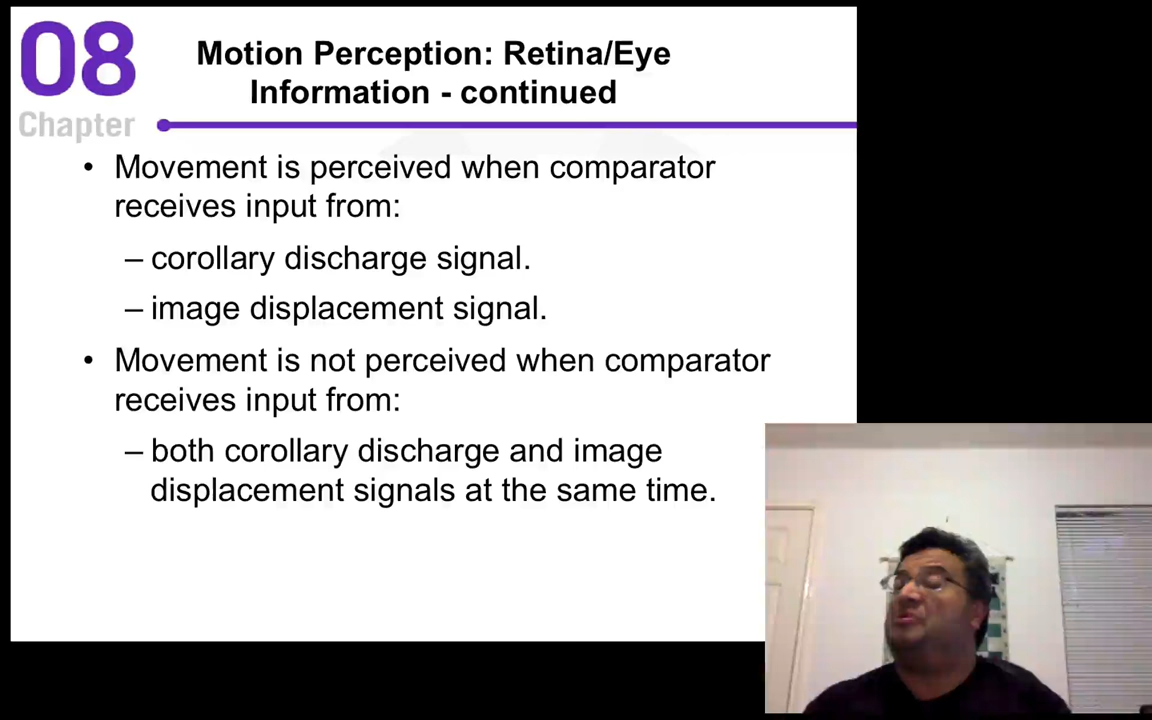 08
Chapter
Motion Perception: Retina/Eye
Information - continued
• Movement is perceived when comparator
receives input from:
– corollary discharge signal.
– image displacement signal.
• Movement is not perceived when comparator
receives input from:
– both corollary discharge and image
displacement signals at the same time.